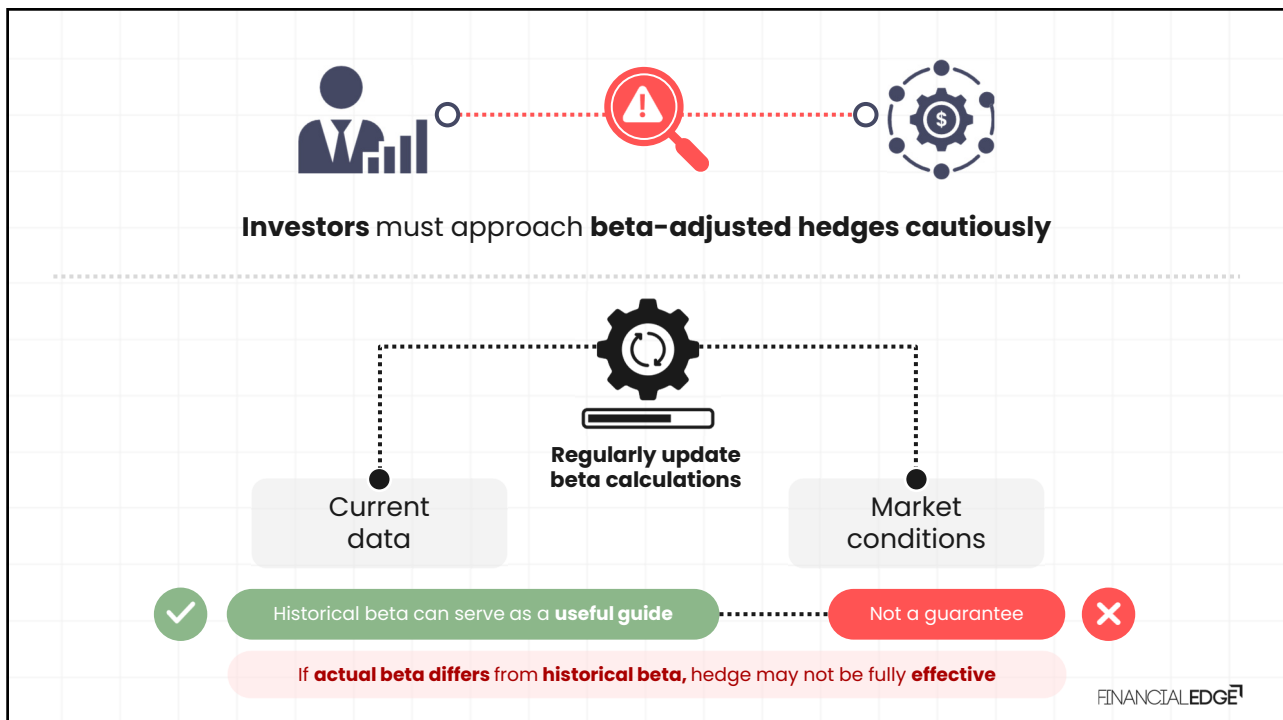 $
Investors must approach beta-adjusted hedges cautiously
Regularly update
beta calculations
Current
data
Market
conditions
Historical beta can serve as a useful guide
Not a guarantee
If actual beta differs from historical beta, hedge may not be fully effective
FINANCIALEDGE